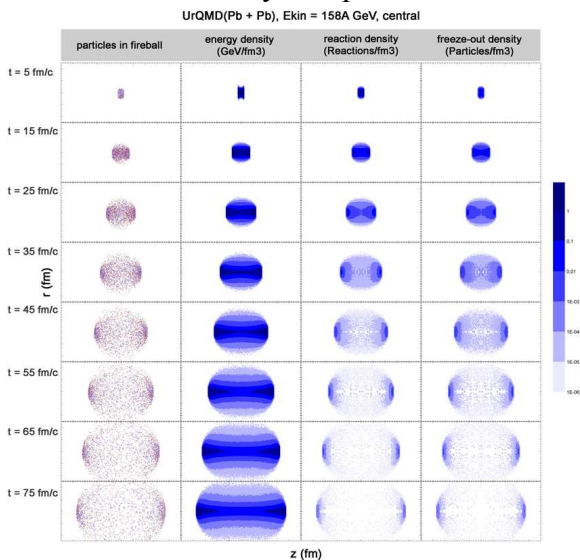 UrQMD(Pb + Pb), Ekin = 158A GeV, central
particles in fireball
energy density
(GeV/fm3)
reaction density
(Reactions/fm3)
freeze-out density
(Particles/fm3)
t = 5 fm/c
t = 15 fm/c
t = 25 fm/c
t = 35 fm/c
t = 45 fm/c
t = 55 fm/c
t = 65 fm/c
t = 75 fm/c
r (fm)
z (fm)
1
0.1
0.01
1E-03
1E-04
1E-05
1E-06